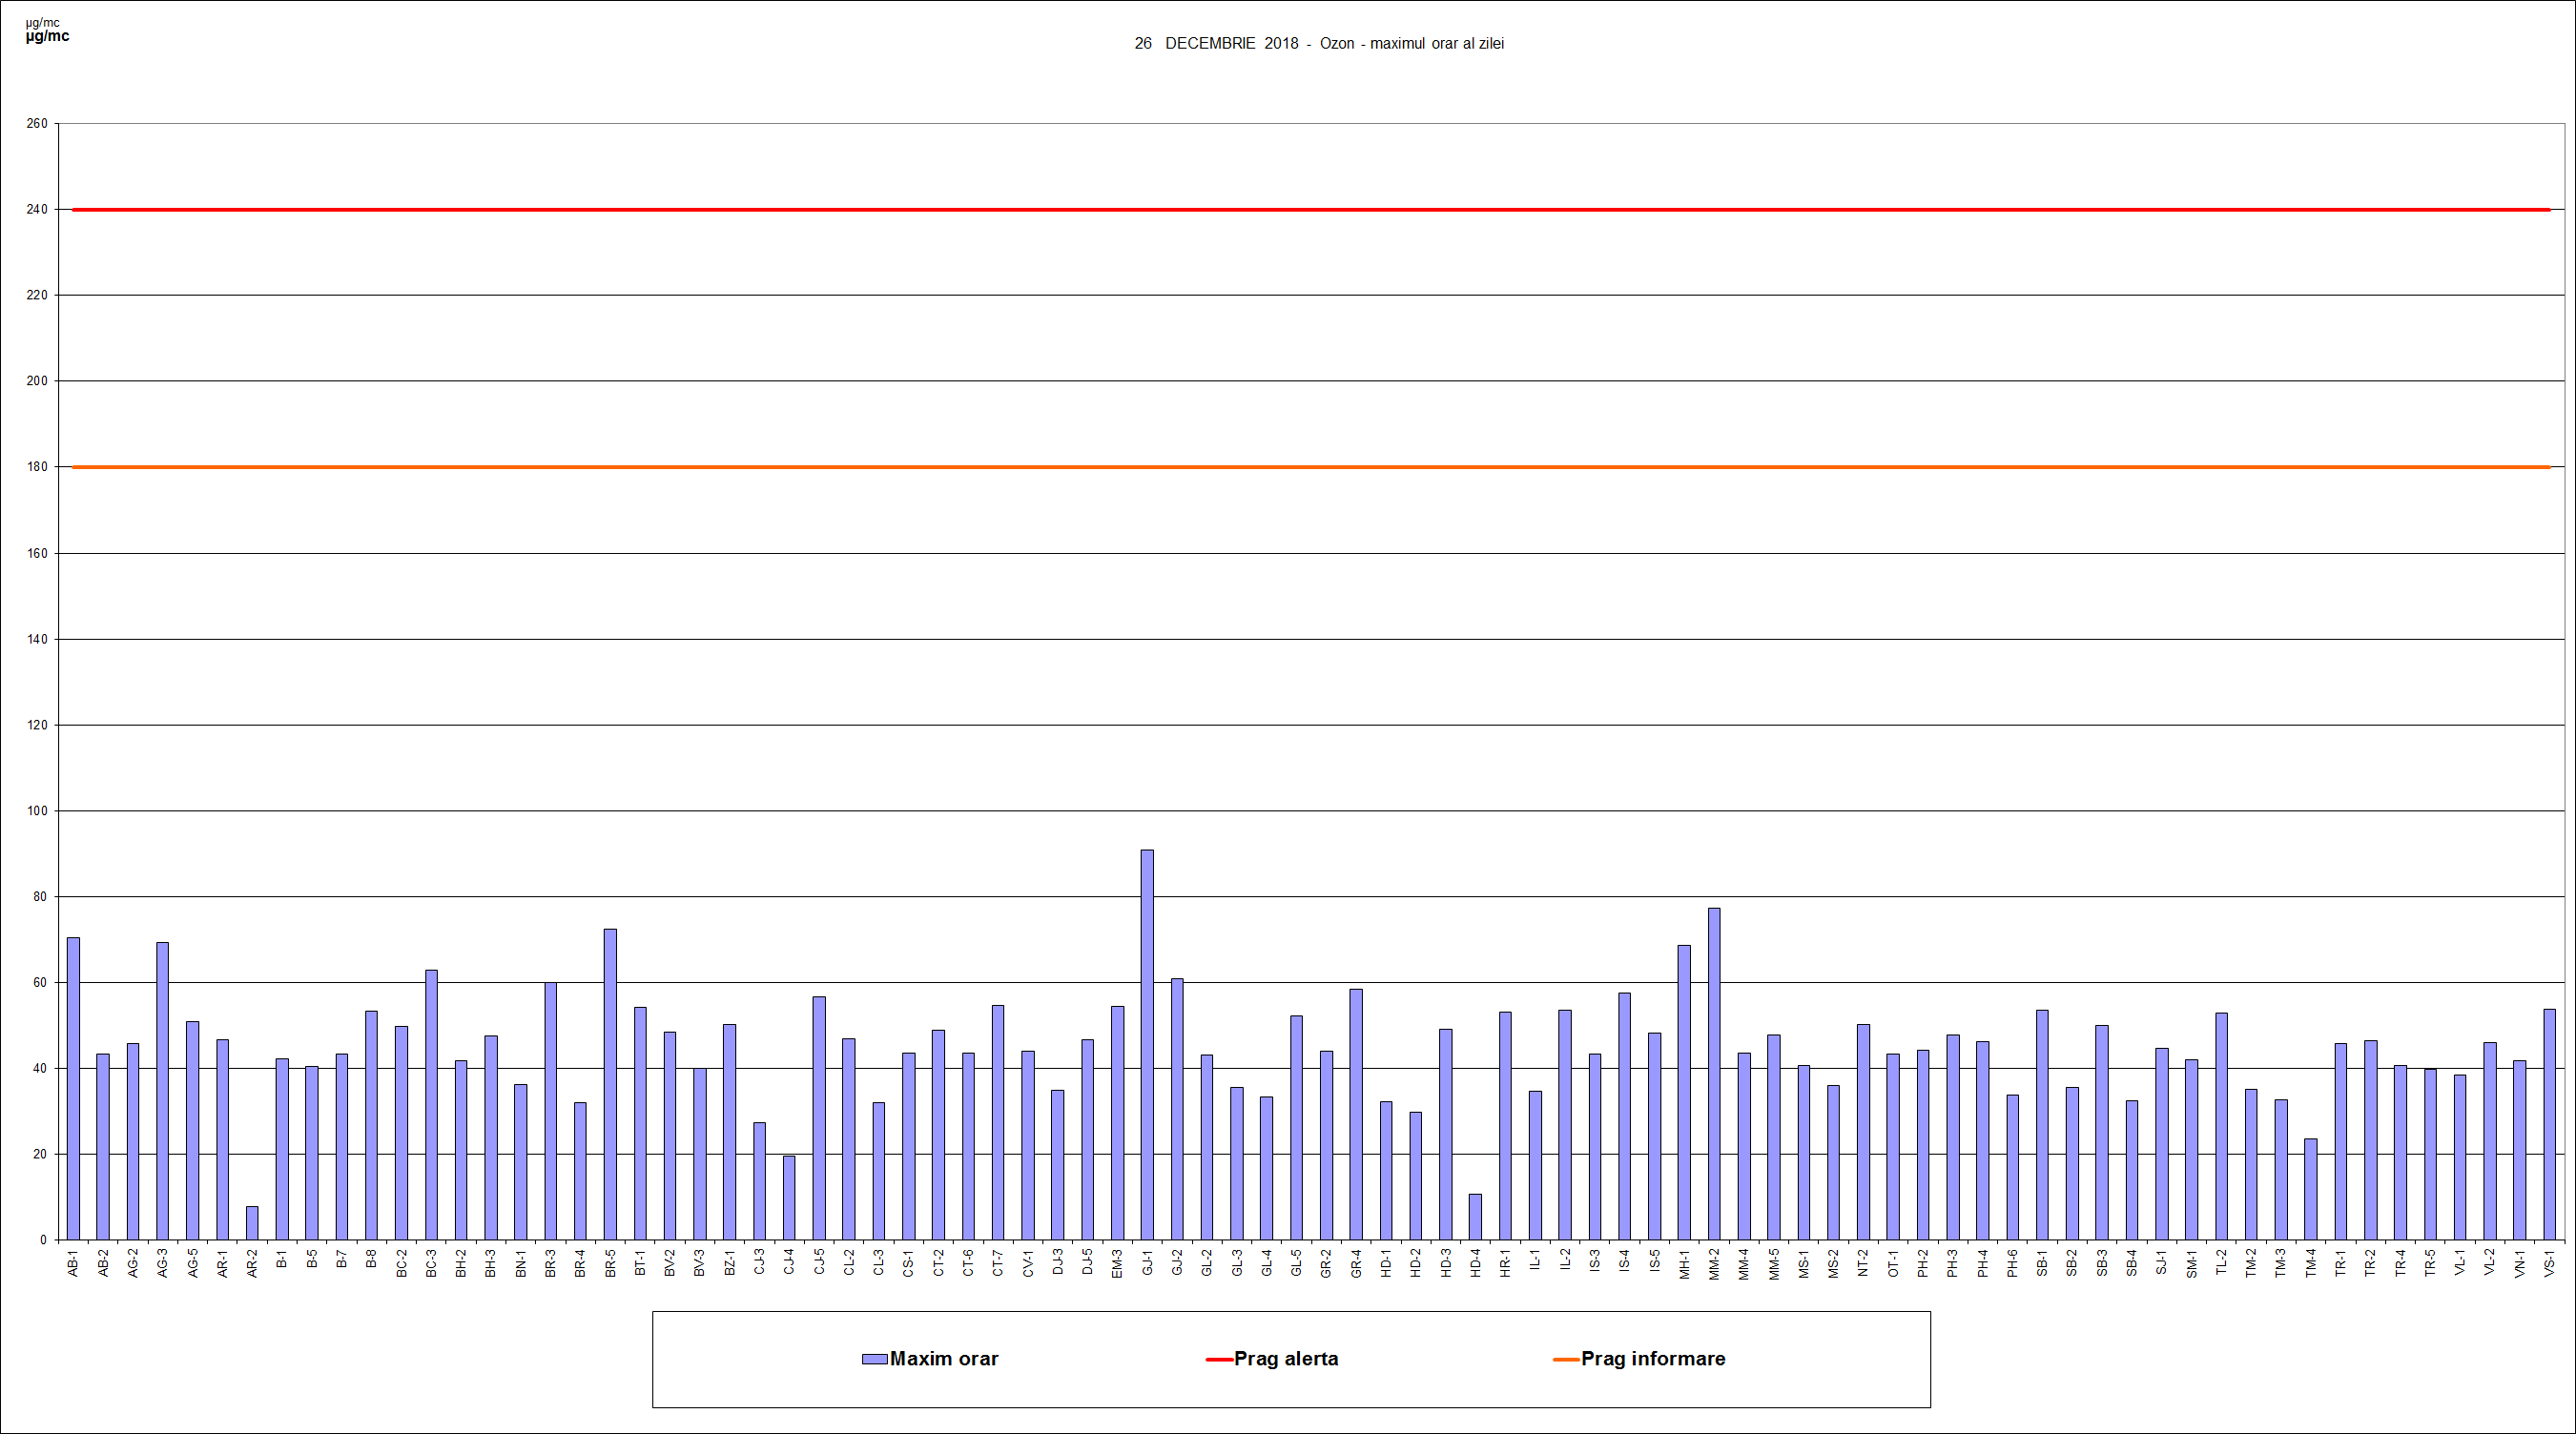 µg/mc
µg/mc
26 DECEMBRIE 2018 - Ozon - maximul orar al zilei
260
240
220
200
180
160
140
120
100
80
60
40
20
0
AB-1 AB-2 AG-2 AG-3 AG-5 AR-1 AR-2 B-1 B-5 B-7 B-8 BC-2 BC-3 BH-2 BH-3 BN-1 BR-3 BR-4 BR-5 BT-1 BV-2 BV-3 BZ-1 CJ-3 CJ-4 CJ-5 CL-2 CL-3 CS-1 CT-2 CT-6 CT-7 CV-1 DJ-3 DJ-5 EM-3 GJ-1 GJ-2 GL-2 GL-3 GL-4 GL-5 GR-2 GR-4 HD-1 HD-2 HD-3 HD-4 HR-1 IL-1 IL-2 IS-3 IS-4 IS-5 MH-1 MM-2 MM-4 MM-5 MS-1 MS-2 NT-2 OT-1 PH-2 PH-3 PH-4 PH-6 SB-1 SB-2 SB-3 SB-4 SJ-1 SM-1 TL-2 TM-2 TM-3 TM-4 TR-1 TR-2 TR-4 TR-5 VL-1 VL-2 VN-1 VS-1
Maxim orar Prag alerta Prag informare